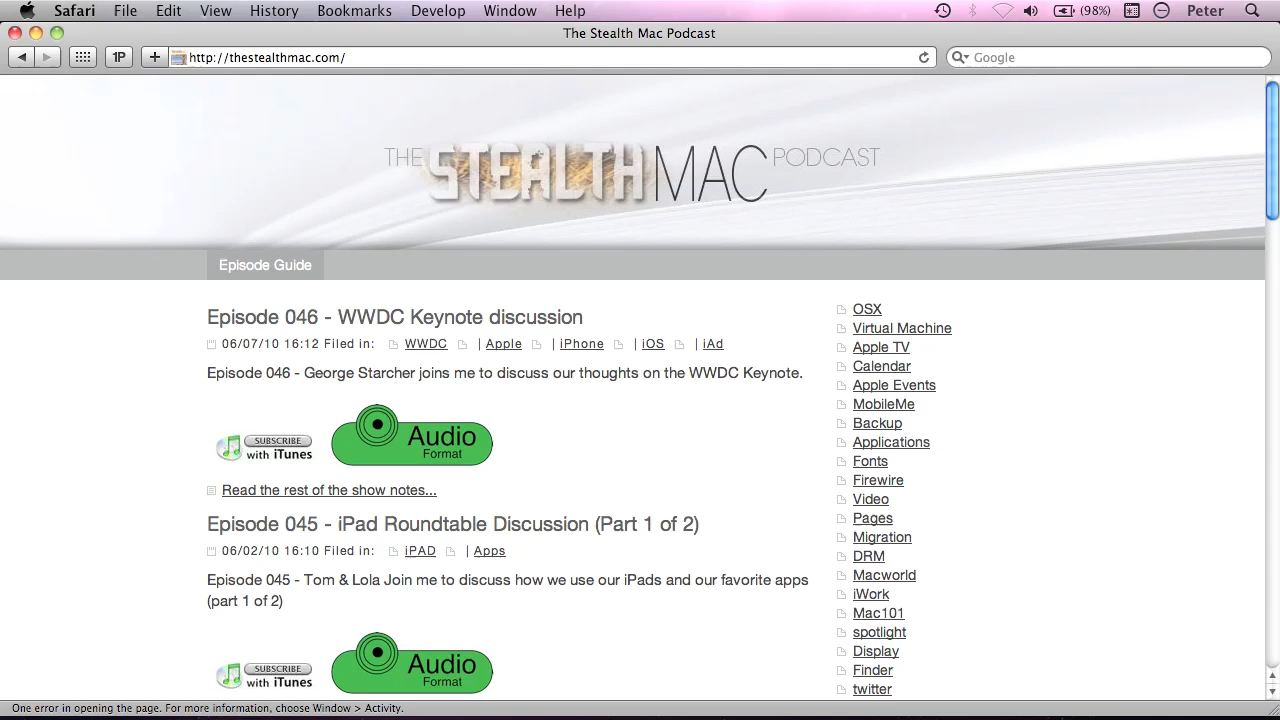 Safari File Edit View History Bookmarks Develop Window Help (98%) Peter
The Stealth Mac Podcast
1P + http://thestealthmac.com/ Google
THE STEALTH MAC PODCAST
Episode Guide
Episode 046 - WWDC Keynote discussion
06/07/10 16:12 Filed in: WWDC | Apple | iPhone | iOS | iAd
Episode 046 - George Starcher joins me to discuss our thoughts on the WWDC Keynote.
SUBSCRIBE
with iTunes
Audio
Format
Read the rest of the show notes...
Episode 045 - iPad Roundtable Discussion (Part 1 of 2)
06/02/10 16:10 Filed in: iPAD | Apps
Episode 045 - Tom & Lola Join me to discuss how we use our iPads and our favorite apps
(part 1 of 2)
SUBSCRIBE
with iTunes
Audio
Format
OSX
Virtual Machine
Apple TV
Calendar
Apple Events
MobileMe
Backup
Applications
Fonts
Firewire
Video
Pages
Migration
DRM
Macworld
iWork
Mac101
spotlight
Display
Finder
twitter
One error in opening the page. For more information, choose Window > Activity.